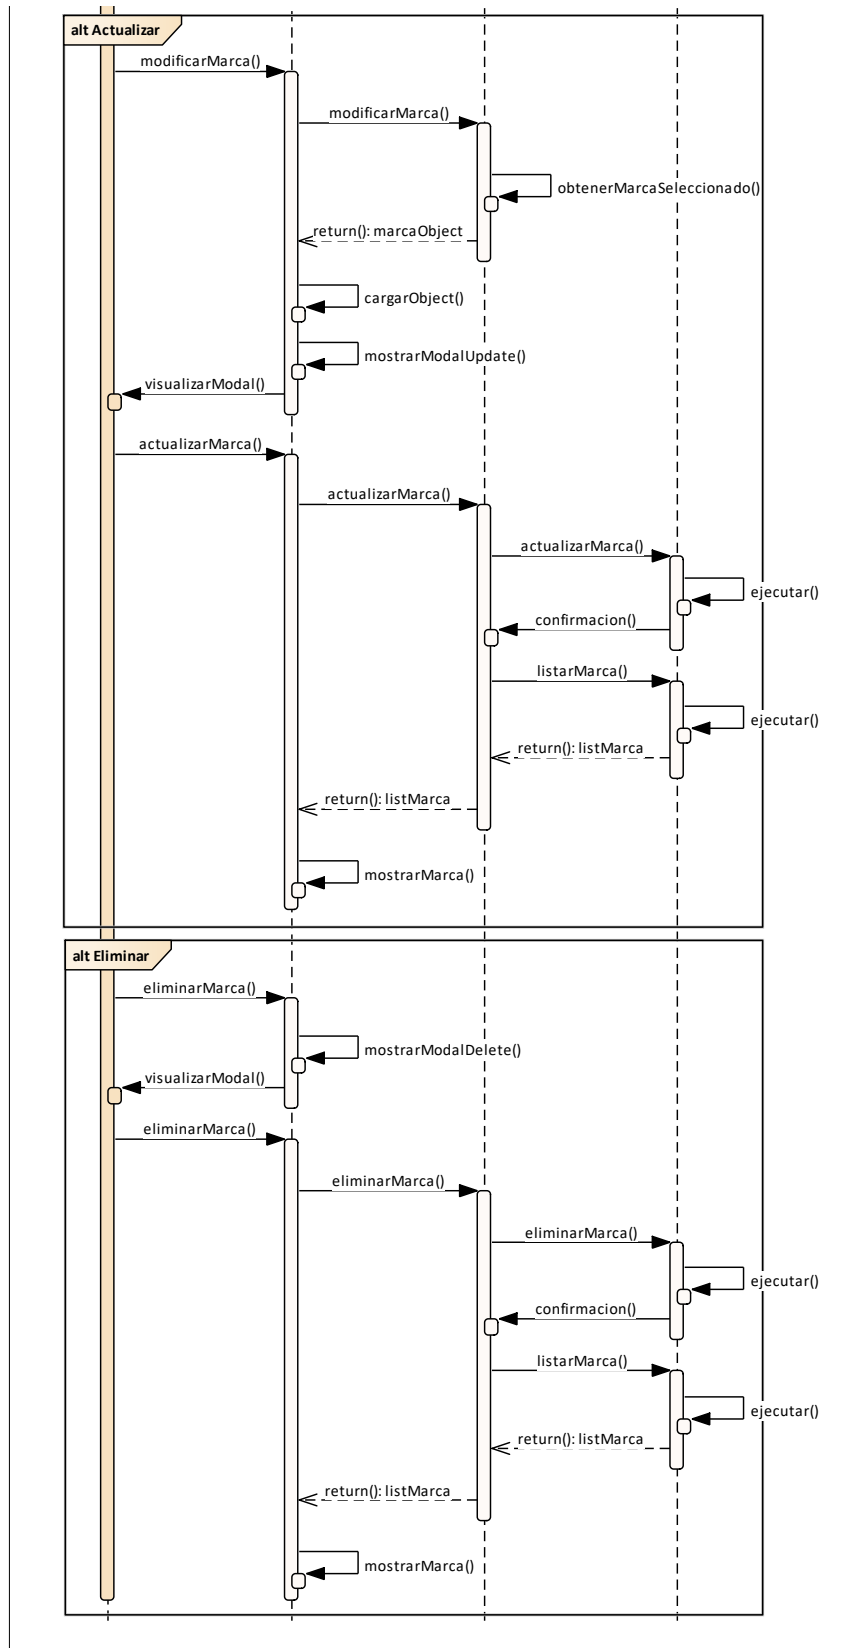 alt Actualizar
modificarMarca()
modificarMarca()
obtenerMarcaSeleccionado()
return(): marcaObject
cargarObject()
mostrarModalUpdate()
visualizarModal()
actualizarMarca()
actualizarMarca()
actualizarMarca()
ejecutar()
confirmacion()
listarMarca()
ejecutar()
return(): listMarca
return(): listMarca
mostrarMarca()
alt Eliminar
eliminarMarca()
mostrarModalDelete()
visualizarModal()
eliminarMarca()
eliminarMarca()
eliminarMarca()
ejecutar()
confirmacion()
listarMarca()
ejecutar()
return(): listMarca
return(): listMarca
mostrarMarca()